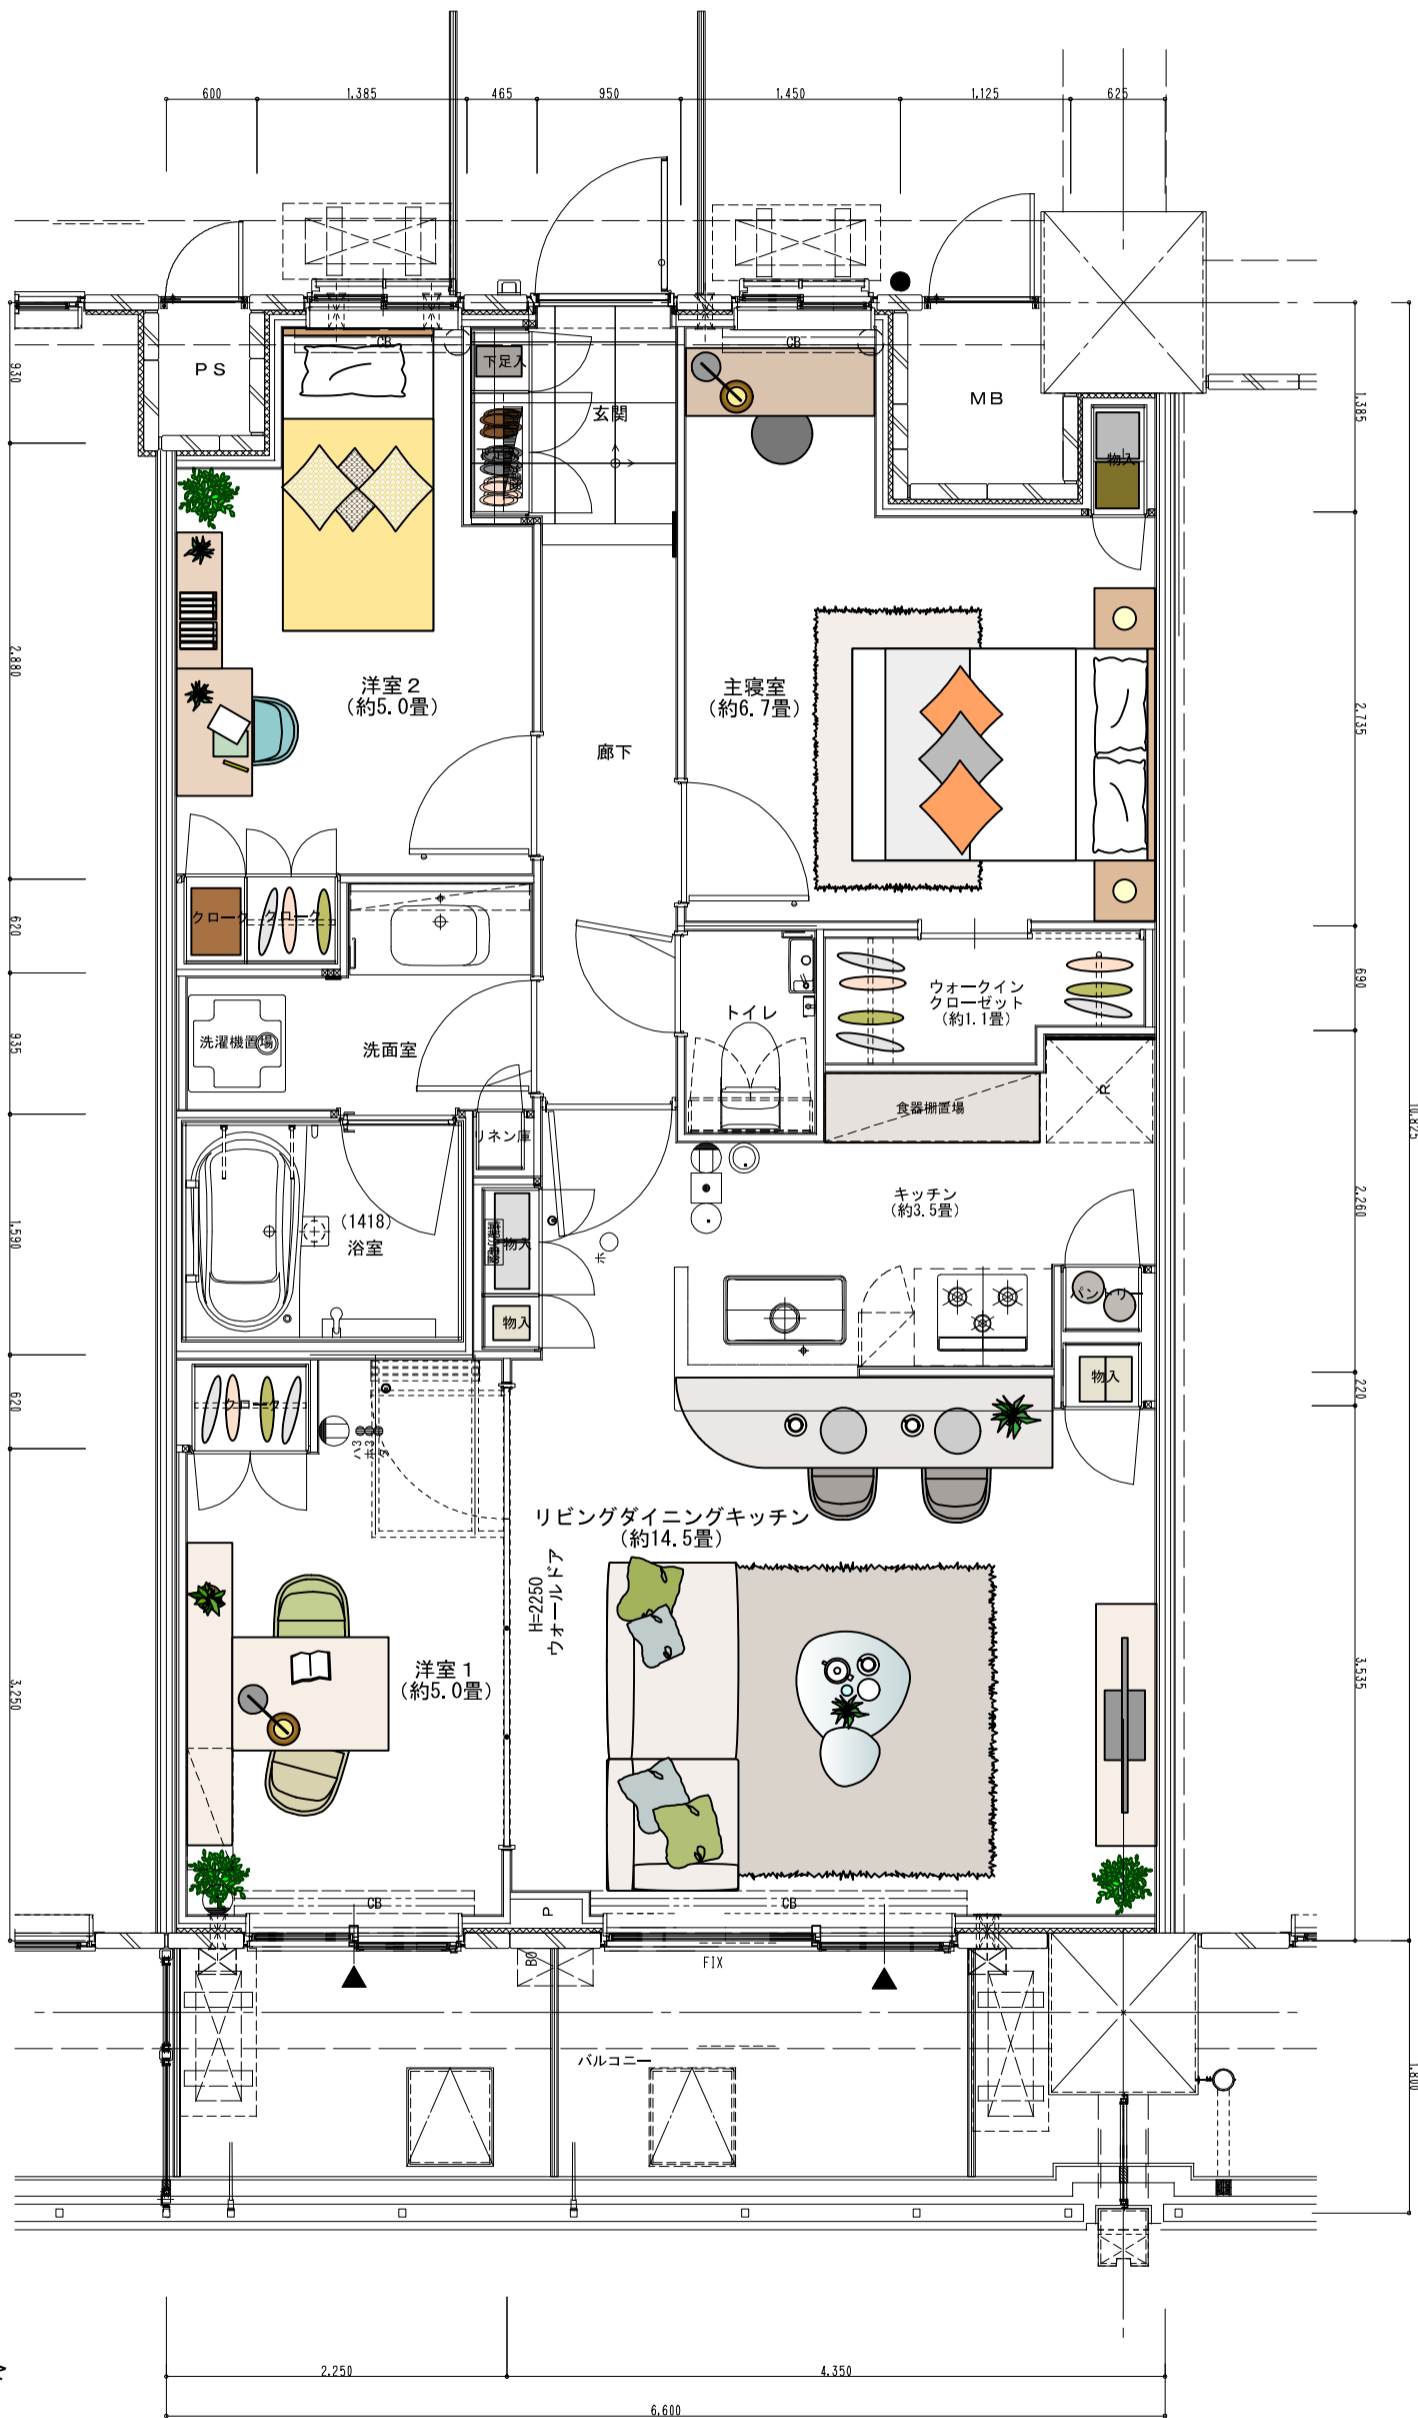 600
1,385
465
950
1,450
1,125
625
PS
CB
下足入
玄関
CB
MB
物入
930
1,385
2,880
洋室2
(約5.0畳)
主寝室
(約6.7畳)
廊下
2,735
クローク
クローク
620
ウォークイン
クローゼット
(約1.1畳)
690
トイレ
洗濯機置場
洗面室
935
食器棚置場
R
リネン庫
10,825
キッチン
(約3.5畳)
2,260
(1418)
浴室
1,590
物入
ホ
物入
パントリー
物入
220
クローク
620
リビングダイニングキッチン
(約14.5畳)
H=2250
ウォールドア
洋室1
(約5.0畳)
3,250
3,535
CB
P
CB
BO
FIX
バルコニー
1,800
2,250
4,350
6,600